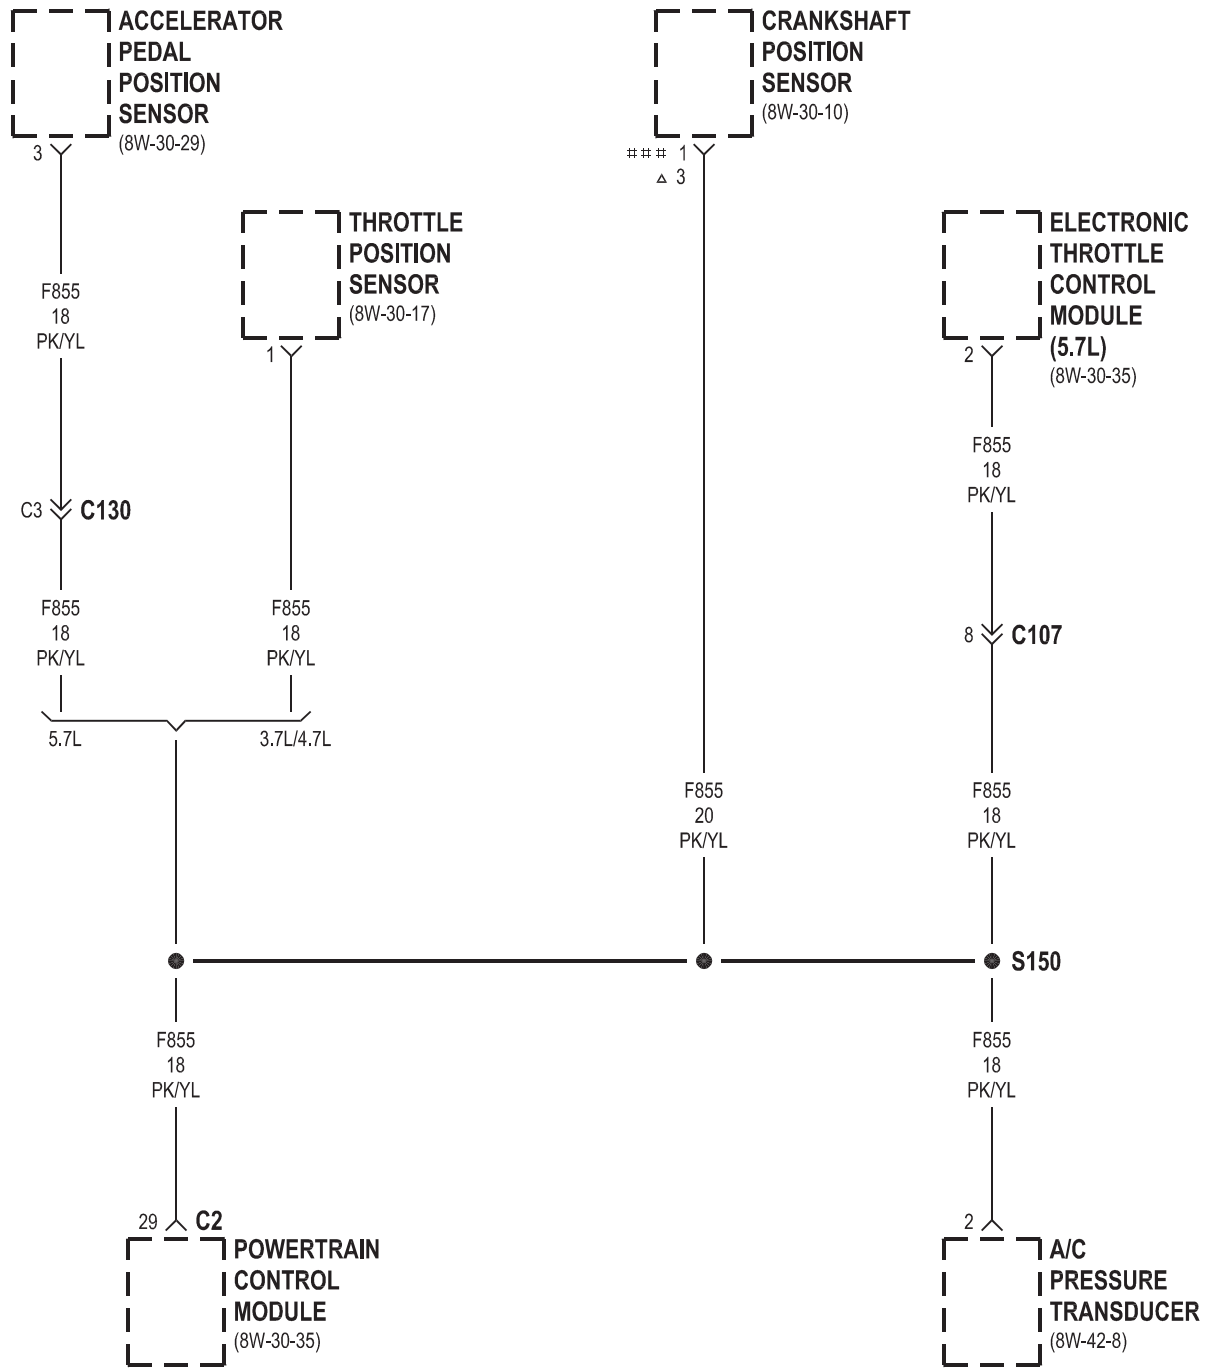 ACCELERATOR
PEDAL
POSITION
SENSOR
(8W-30-29)
3
CRANKSHAFT
POSITION
SENSOR
(8W-30-10)
### 1
△ 3
THROTTLE
POSITION
SENSOR
(8W-30-17)
1
ELECTRONIC
THROTTLE
CONTROL
MODULE
(5.7L)
(8W-30-35)
2
F855
18
PK/YL
F855
18
PK/YL
C3 C130
F855
18
PK/YL
F855
18
PK/YL
8 C107
5.7L
3.7L/4.7L
F855
20
PK/YL
F855
18
PK/YL
S150
F855
18
PK/YL
F855
18
PK/YL
29 C2
POWERTRAIN
CONTROL
MODULE
(8W-30-35)
2
A/C
PRESSURE
TRANSDUCER
(8W-42-8)